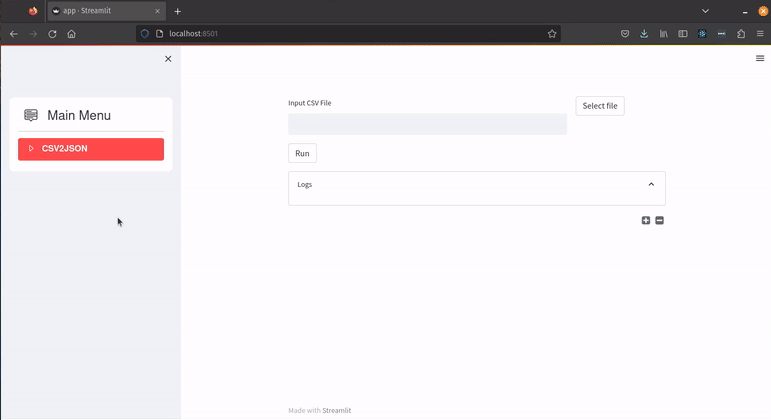 app · Streamlit
localhost:8501
Main Menu
CSV2JSON
Input CSV File
Select file
Run
Logs
Made with Streamlit